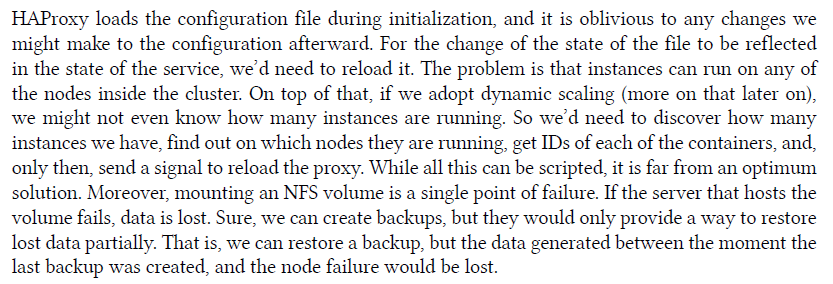 HAProxy loads the configuration file during initialization, and it is oblivious to any changes we
might make to the configuration afterward. For the change of the state of the file to be reflected
in the state of the service, we’d need to reload it. The problem is that instances can run on any of
the nodes inside the cluster. On top of that, if we adopt dynamic scaling (more on that later on),
we might not even know how many instances are running. So we’d need to discover how many
instances we have, find out on which nodes they are running, get IDs of each of the containers, and,
only then, send a signal to reload the proxy. While all this can be scripted, it is far from an optimum
solution. Moreover, mounting an NFS volume is a single point of failure. If the server that hosts the
volume fails, data is lost. Sure, we can create backups, but they would only provide a way to restore
lost data partially. That is, we can restore a backup, but the data generated between the moment the
last backup was created, and the node failure would be lost.